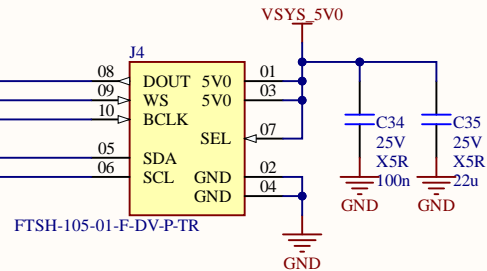 VSYS_5V0
J4
08 DOUT 5V0 01
09 WS 5V0 03
10 BCLK
SEL 07
05 SDA
06 SCL GND 02
GND 04
FTSH-105-01-F-DV-P-TR
GND
C34
25V
X5R
100n
GND
C35
25V
X5R
22u
GND